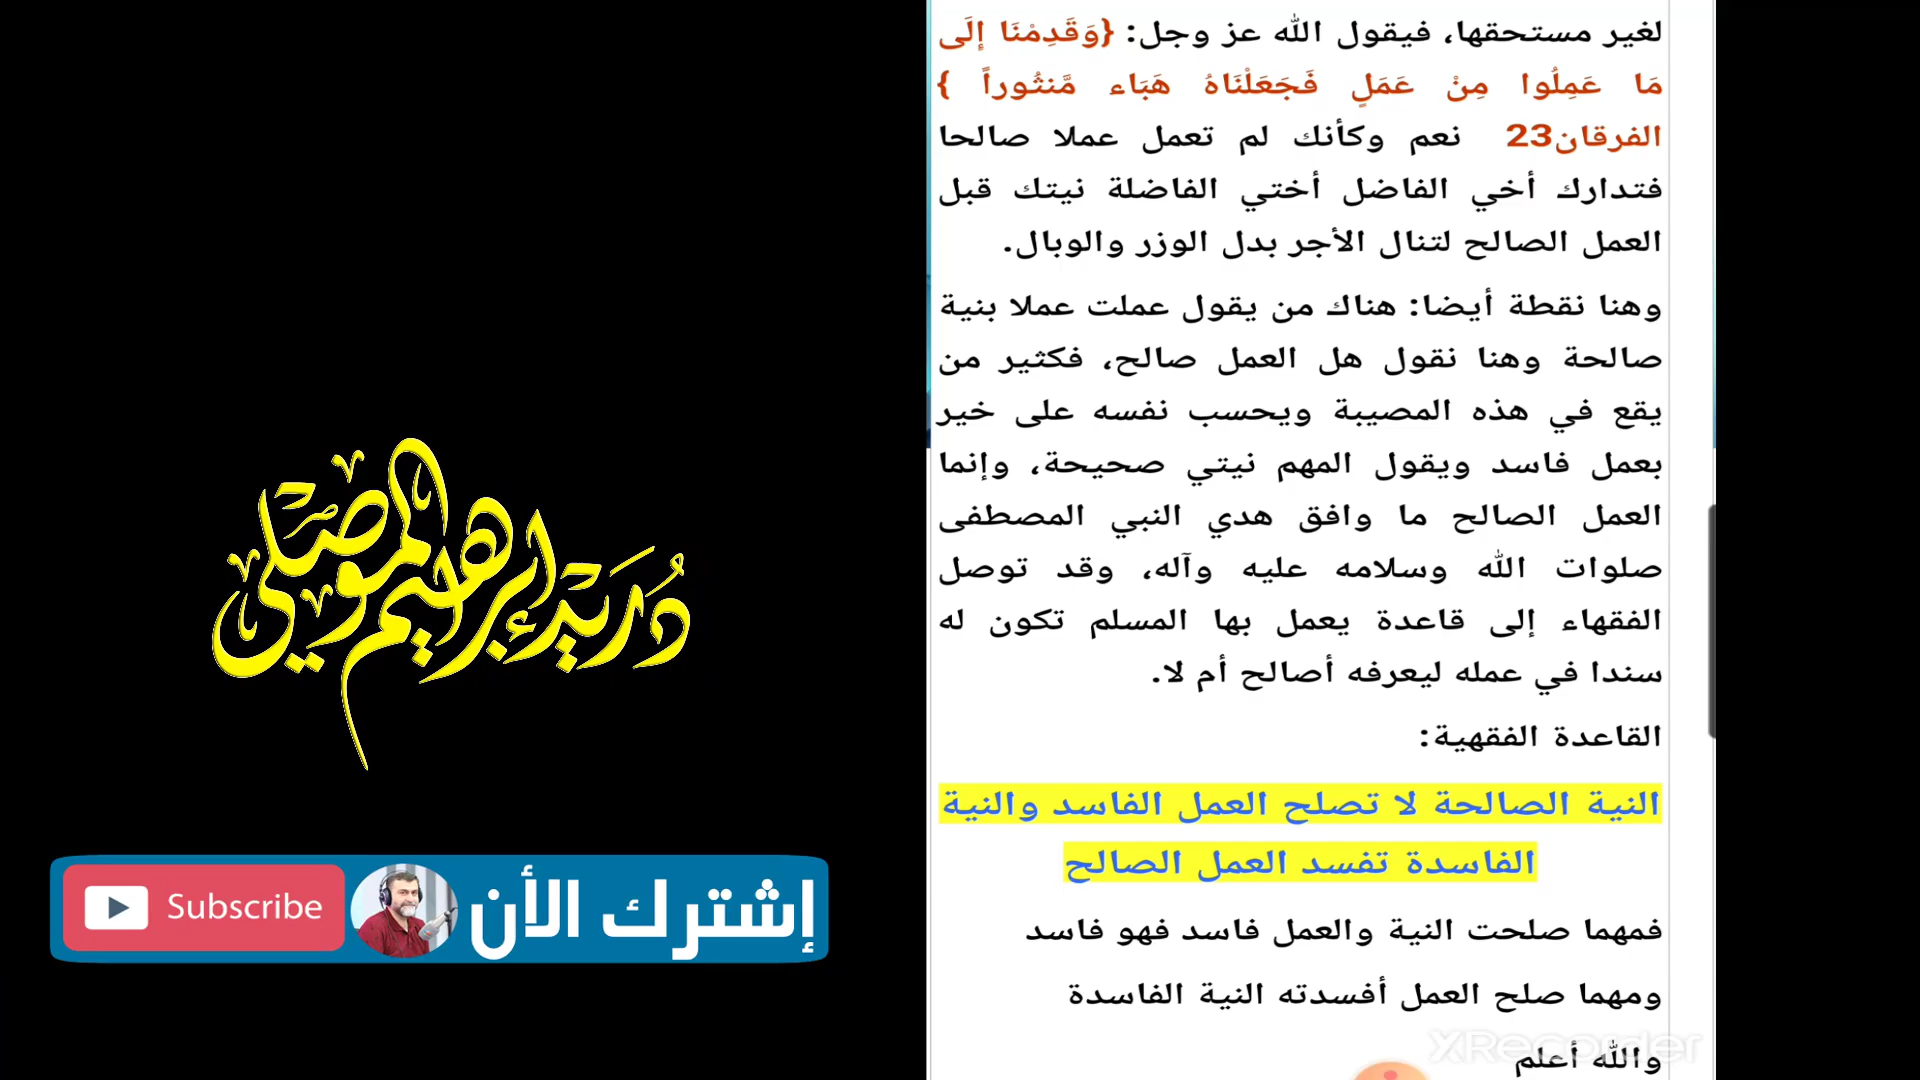 لغير مستحقها، فيقول الله عز وجل: {وَقَدِمْنَا إِلَى
مَا عَمِلُوا مِنْ عَمَلٍ فَجَعَلْنَاهُ هَبَاء مَّنثُوراً }
الفرقان23 نعم وكأنك لم تعمل عملا صالحا
فتدارك أخي الفاضل أختي الفاضلة نيتك قبل
العمل الصالح لتنال الأجر بدل الوزر والوبال.
وهنا نقطة أيضا: هناك من يقول عملت عملا بنية
صالحة وهنا نقول هل العمل صالح، فكثير من
يقع في هذه المصيبة ويحسب نفسه على خير
بعمل فاسد ويقول المهم نيتي صحيحة، وإنما
العمل الصالح ما وافق هدي النبي المصطفى
صلوات الله وسلامه عليه وآله، وقد توصل
الفقهاء إلى قاعدة يعمل بها المسلم تكون له
سندا في عمله ليعرفه أصالح أم لا.
القاعدة الفقهية:
النية الصالحة لا تصلح العمل الفاسد والنية
الفاسدة تفسد العمل الصالح
فمهما صلحت النية والعمل فاسد فهو فاسد
ومهما صلح العمل أفسدته النية الفاسدة
والله أعلم
دُرَيْد إبراهيم الموصلي
إشترك الأن
Subscribe
XRecorder